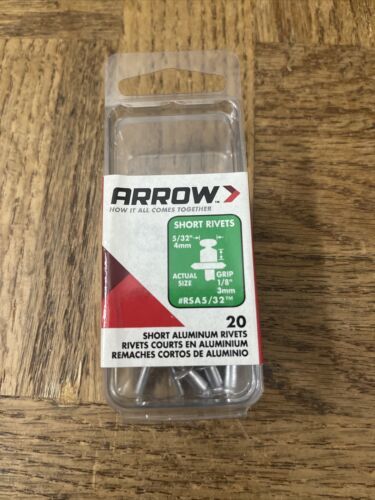 ARROW™
HOW IT ALL COMES TOGETHER
SHORT RIVETS
5/32"
4mm
ACTUAL
SIZE
GRIP
1/8"
3mm
#RSA5/32™
20
SHORT ALUMINUM RIVETS
RIVETS COURTS EN ALUMINIUM
REMACHES CORTOS DE ALUMINIO